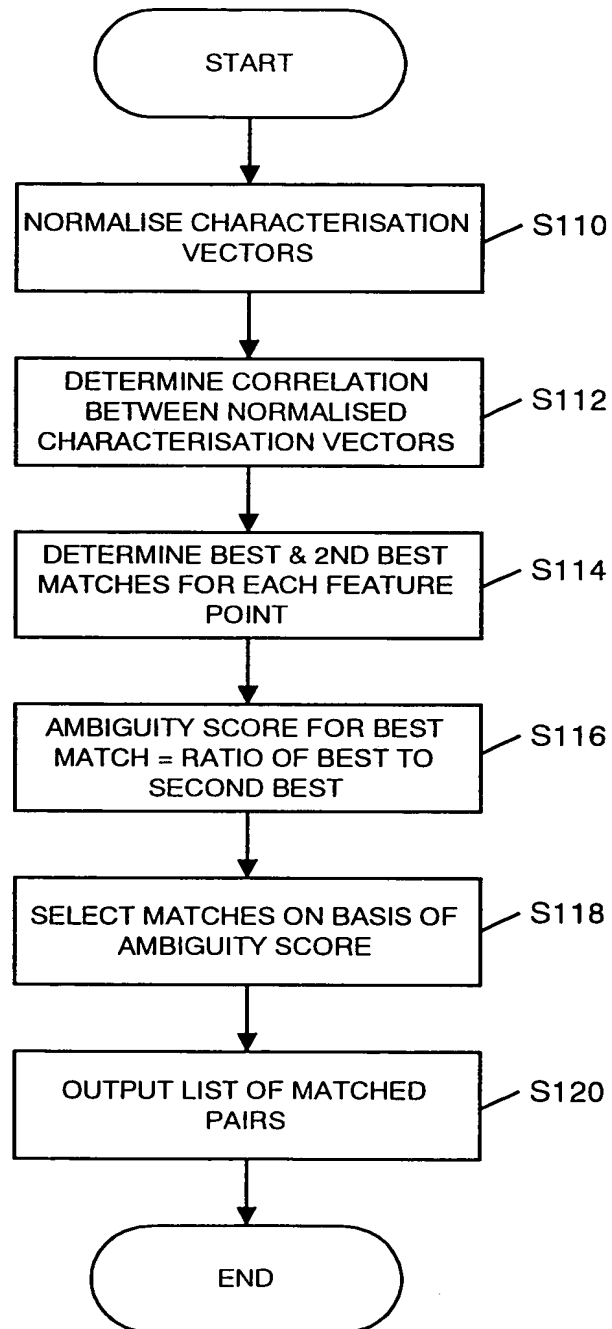 START
NORMALISE CHARACTERISATION
VECTORS
S110
DETERMINE CORRELATION
BETWEEN NORMALISED
CHARACTERISATION VECTORS
S112
DETERMINE BEST & 2ND BEST
MATCHES FOR EACH FEATURE
POINT
S114
AMBIGUITY SCORE FOR BEST
MATCH = RATIO OF BEST TO
SECOND BEST
S116
SELECT MATCHES ON BASIS OF
AMBIGUITY SCORE
S118
OUTPUT LIST OF MATCHED
PAIRS
S120
END